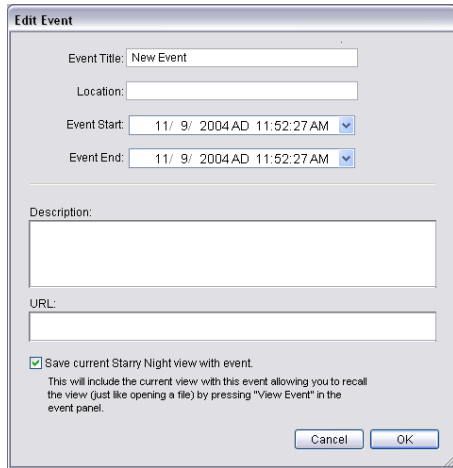 Edit Event
Event Title: New Event
Location:
Event Start: 11/ 9/ 2004 AD 11:52:27 AM
Event End: 11/ 9/ 2004 AD 11:52:27 AM
Description:
URL:
Save current Starry Night view with event.
This will include the current view with this event allowing you to recall
the view (just like opening a file) by pressing "View Event" in the
event panel.
Cancel OK